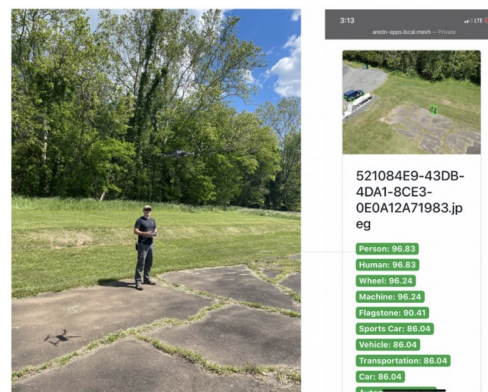 3:13
LTE
aredn-apps.local.mesh — Private
521084E9-43DB-
4DA1-8CE3-
0E0A12A71983.jp
eg
Person: 96.83
Human: 96.83
Wheel: 96.24
Machine: 96.24
Flagstone: 90.41
Sports Car: 86.04
Vehicle: 86.04
Transportation: 86.04
Car: 86.04